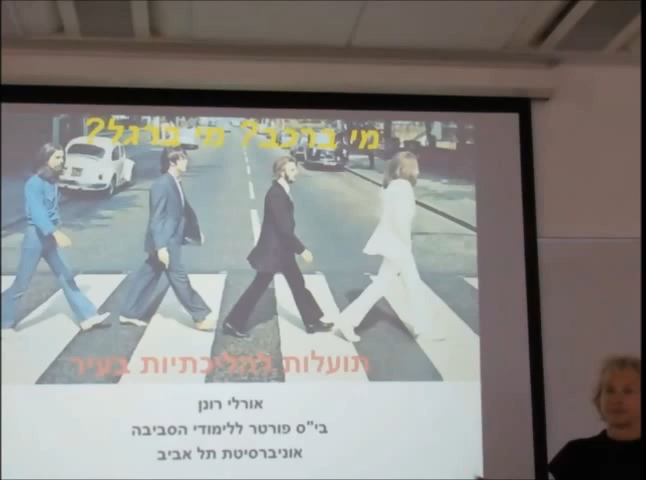 מי ברכב? מי ברגל?
תועלות להליכתיות בעיר
אורלי רונן
בי"ס פורטר ללימודי הסביבה
אוניברסיטת תל אביב